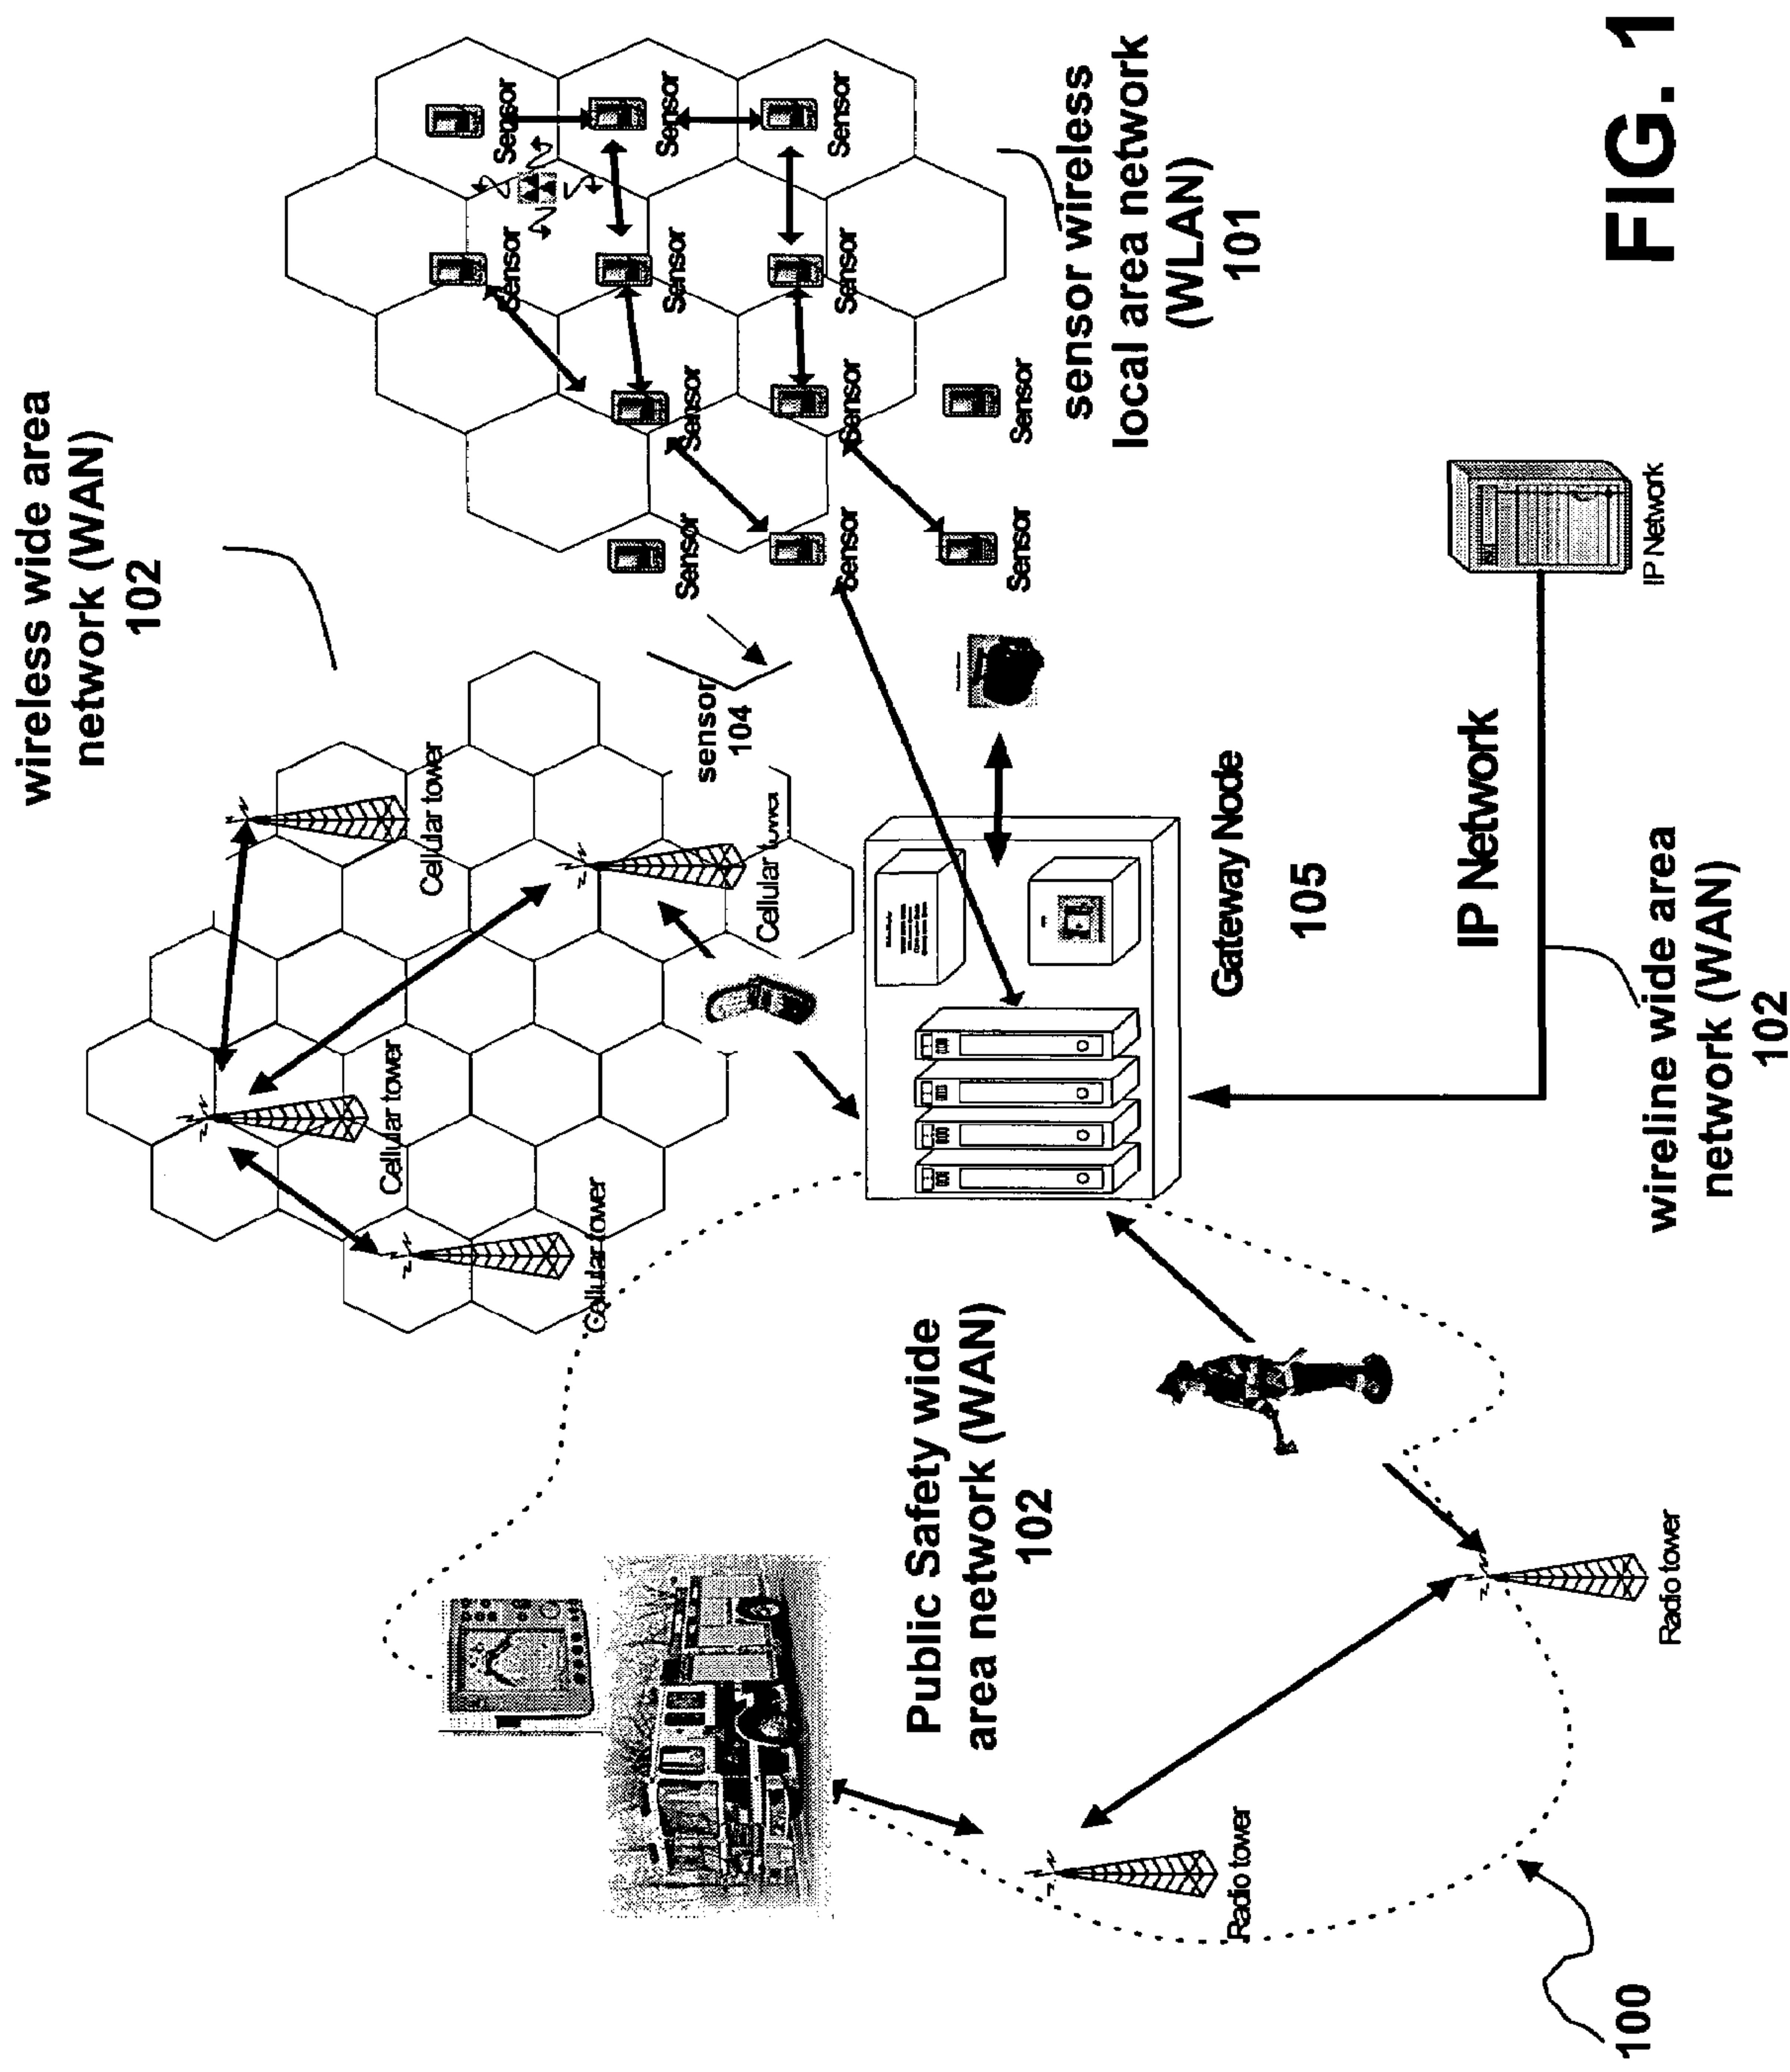 wireless wide area
network (WAN)
102
Cellular tower
Cellular tower
Cellular tower
Cellular tower
sensor
104
Sensor
Sensor
Sensor
Sensor
Sensor
Sensor
Sensor
Sensor
Sensor
Sensor
Sensor
Sensor
sensor wireless
local area network
(WLAN)
101
Public Safety wide
area network (WAN)
102
Gateway Node
105
IP Network
IP Network
wireline wide area
network (WAN)
102
Radio tower
Radio tower
100
FIG. 1